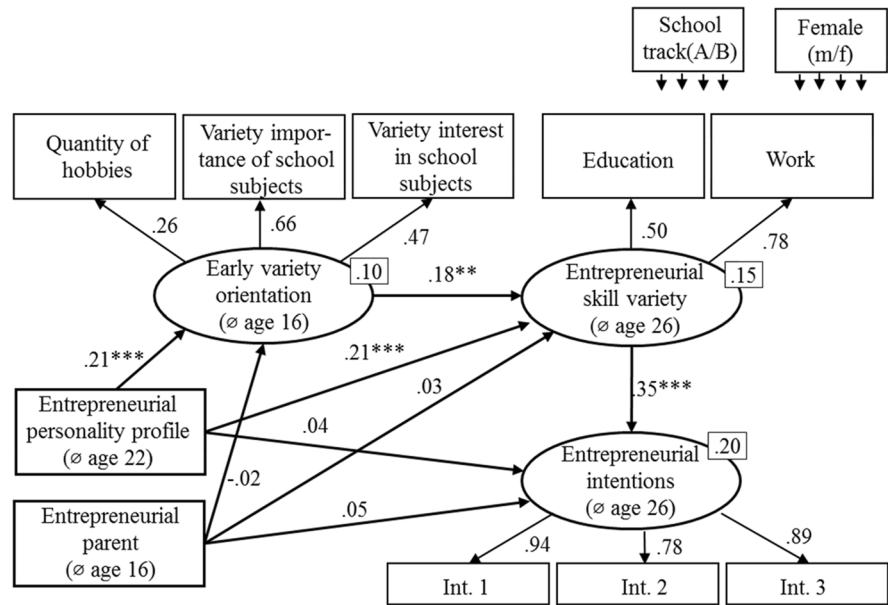 School
track(A/B)
Female
(m/f)
Quantity of
hobbies
Variety impor-
tance of school
subjects
Variety interest
in school
subjects
Education
Work
.26
.66
.47
.50
.78
Early variety
orientation
(⌀ age 16)
.10
.18**
Entrepreneurial
skill variety
(⌀ age 26)
.15
.21***
.21***
.03
.35***
Entrepreneurial
personality profile
(⌀ age 22)
.04
-.02
Entrepreneurial
intentions
(⌀ age 26)
.20
Entrepreneurial
parent
(⌀ age 16)
.05
.94
.78
.89
Int. 1
Int. 2
Int. 3